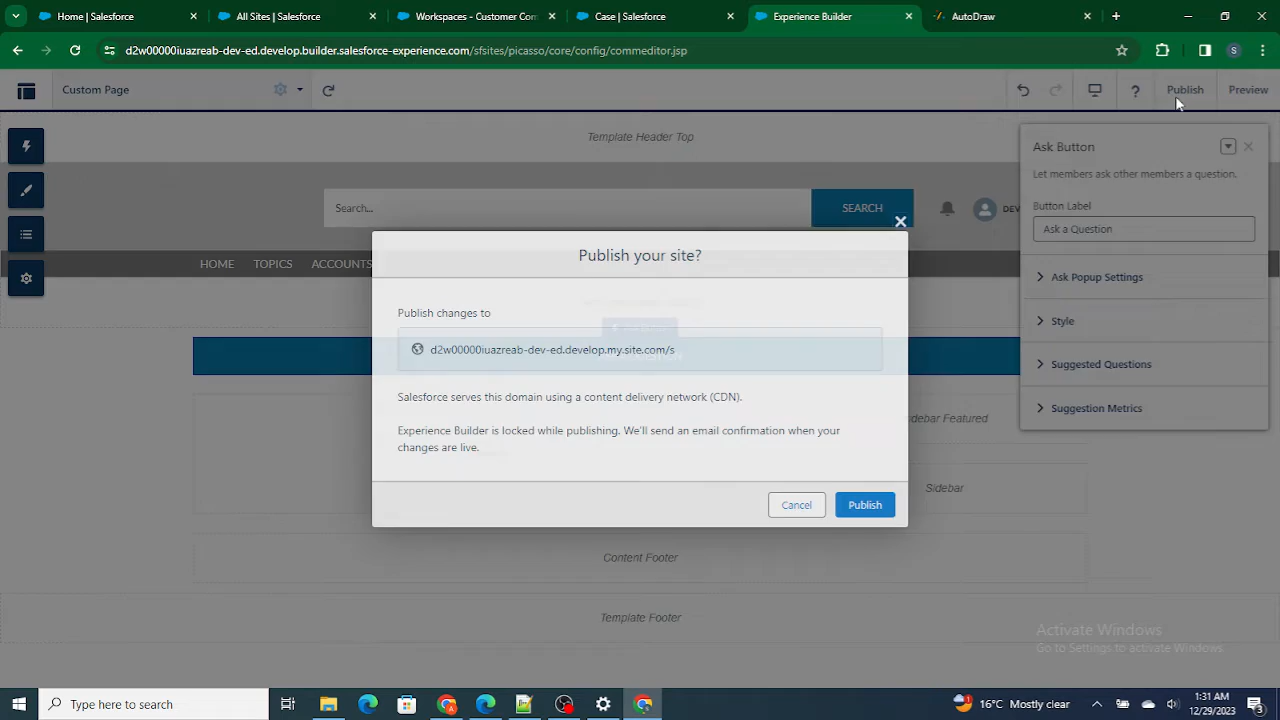 Home | Salesforce
All Sites | Salesforce
Workspaces - Customer Com
Case | Salesforce
Experience Builder
AutoDraw
d2w00000iuazreab-dev-ed.develop.builder.salesforce-experience.com/sfsites/picasso/core/config/commeditor.jsp
S
Custom Page
?
Publish
Preview
Template Header Top
Ask Button
Let members ask other members a question.
Search...
SEARCH
DEV
Button Label
Ask a Question
Publish your site?
HOME
TOPICS
ACCOUNTS
Ask Popup Settings
Publish changes to
Style
d2w00000iuazreab-dev-ed.develop.my.site.com/s
Suggested Questions
Salesforce serves this domain using a content delivery network (CDN).
Suggestion Metrics
debar Featured
Experience Builder is locked while publishing. We'll send an email confirmation when your
changes are live.
Sidebar
Cancel
Publish
Content Footer
Template Footer
Activate Windows
Go to Settings to activate Windows.
Type here to search
16°C Mostly clear
1:31 AM
12/29/2023
3